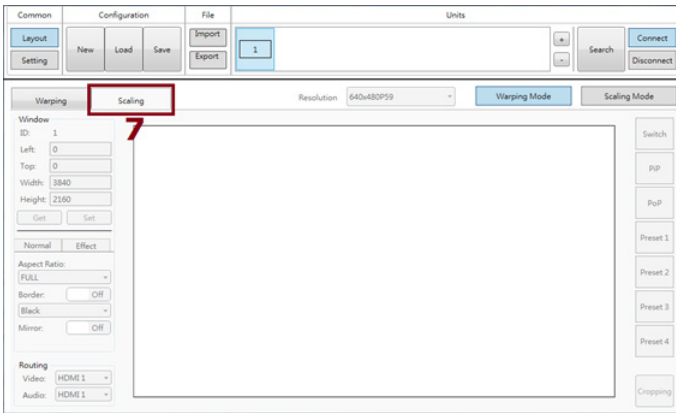 Common Configuration File Units
Layout New Load Save Import 1 + Search Connect
Setting Export - Disconnect
Warping Scaling Resolution 640x480P59 Warping Mode Scaling Mode
7
Window
ID: 1
Left: 0
Top: 0
Width: 3840
Height: 2160
Get Set
Normal Effect
Aspect Ratio:
FULL
Border: Off
Black
Mirror: Off
Routing
Video: HDMI 1
Audio: HDMI 1
Switch
PiP
PoP
Preset 1
Preset 2
Preset 3
Preset 4
Cropping